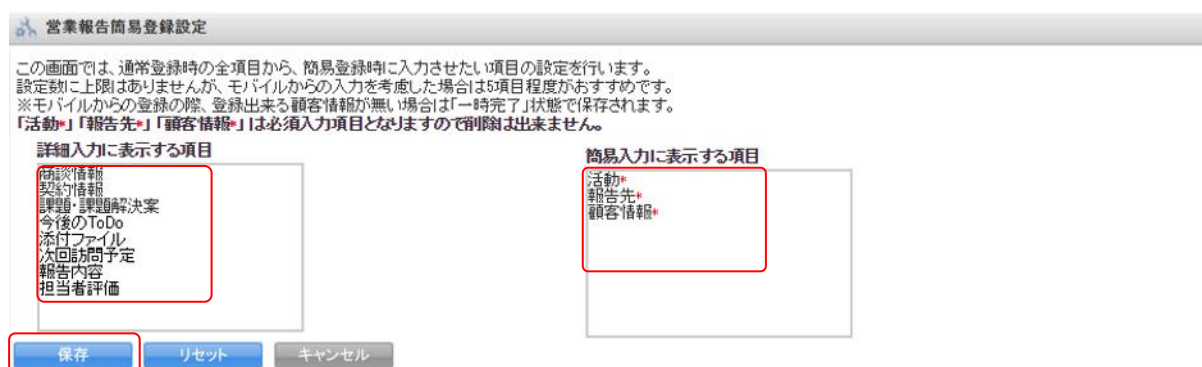 営業報告簡易登録設定
この画面では、通常登録時の全項目から、簡易登録時に入力させたい項目の設定を行います。
設定数に上限はありませんが、モバイルからの入力を考慮した場合は5項目程度がおすすめです。
※モバイルからの登録の際、登録出来る顧客情報が無い場合は「一時完了」状態で保存されます。
「活動*」「報告先*」「顧客情報*」は必須入力項目となりますので削除は出来ません。
詳細入力に表示する項目
商談情報
契約情報
課題・課題解決案
今後のToDo
添付ファイル
次回訪問予定
報告内容
担当者評価
簡易入力に表示する項目
活動*
報告先*
顧客情報*
保存 リセット キャンセル